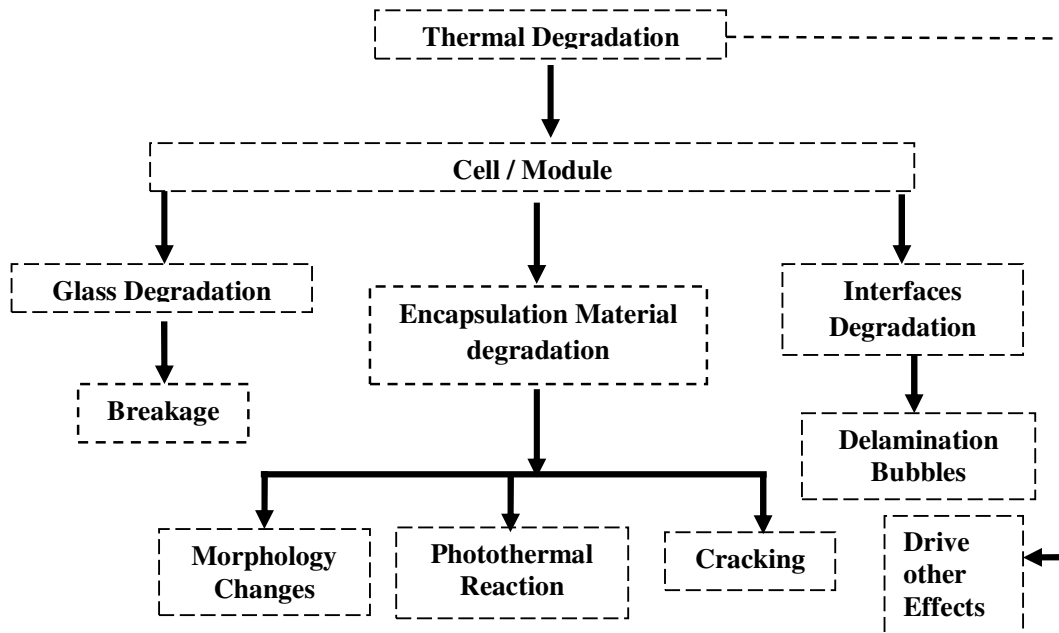 Thermal Degradation
Cell / Module
Glass Degradation
Encapsulation Material
degradation
Interfaces
Degradation
Breakage
Delamination
Bubbles
Morphology
Changes
Photothermal
Reaction
Cracking
Drive
other
Effects